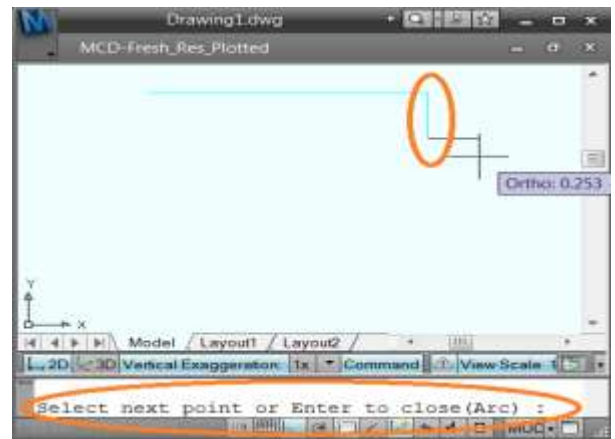 Drawing1.dwg
MCD-Fresh_Res_Plotted
Ortho: 0.253
Y
X
Model / Layout1 / Layout2 /
2D 3D Vertical Exaggeration: 1x Command View Scale 1
Select next point or Enter to close(Arc) :